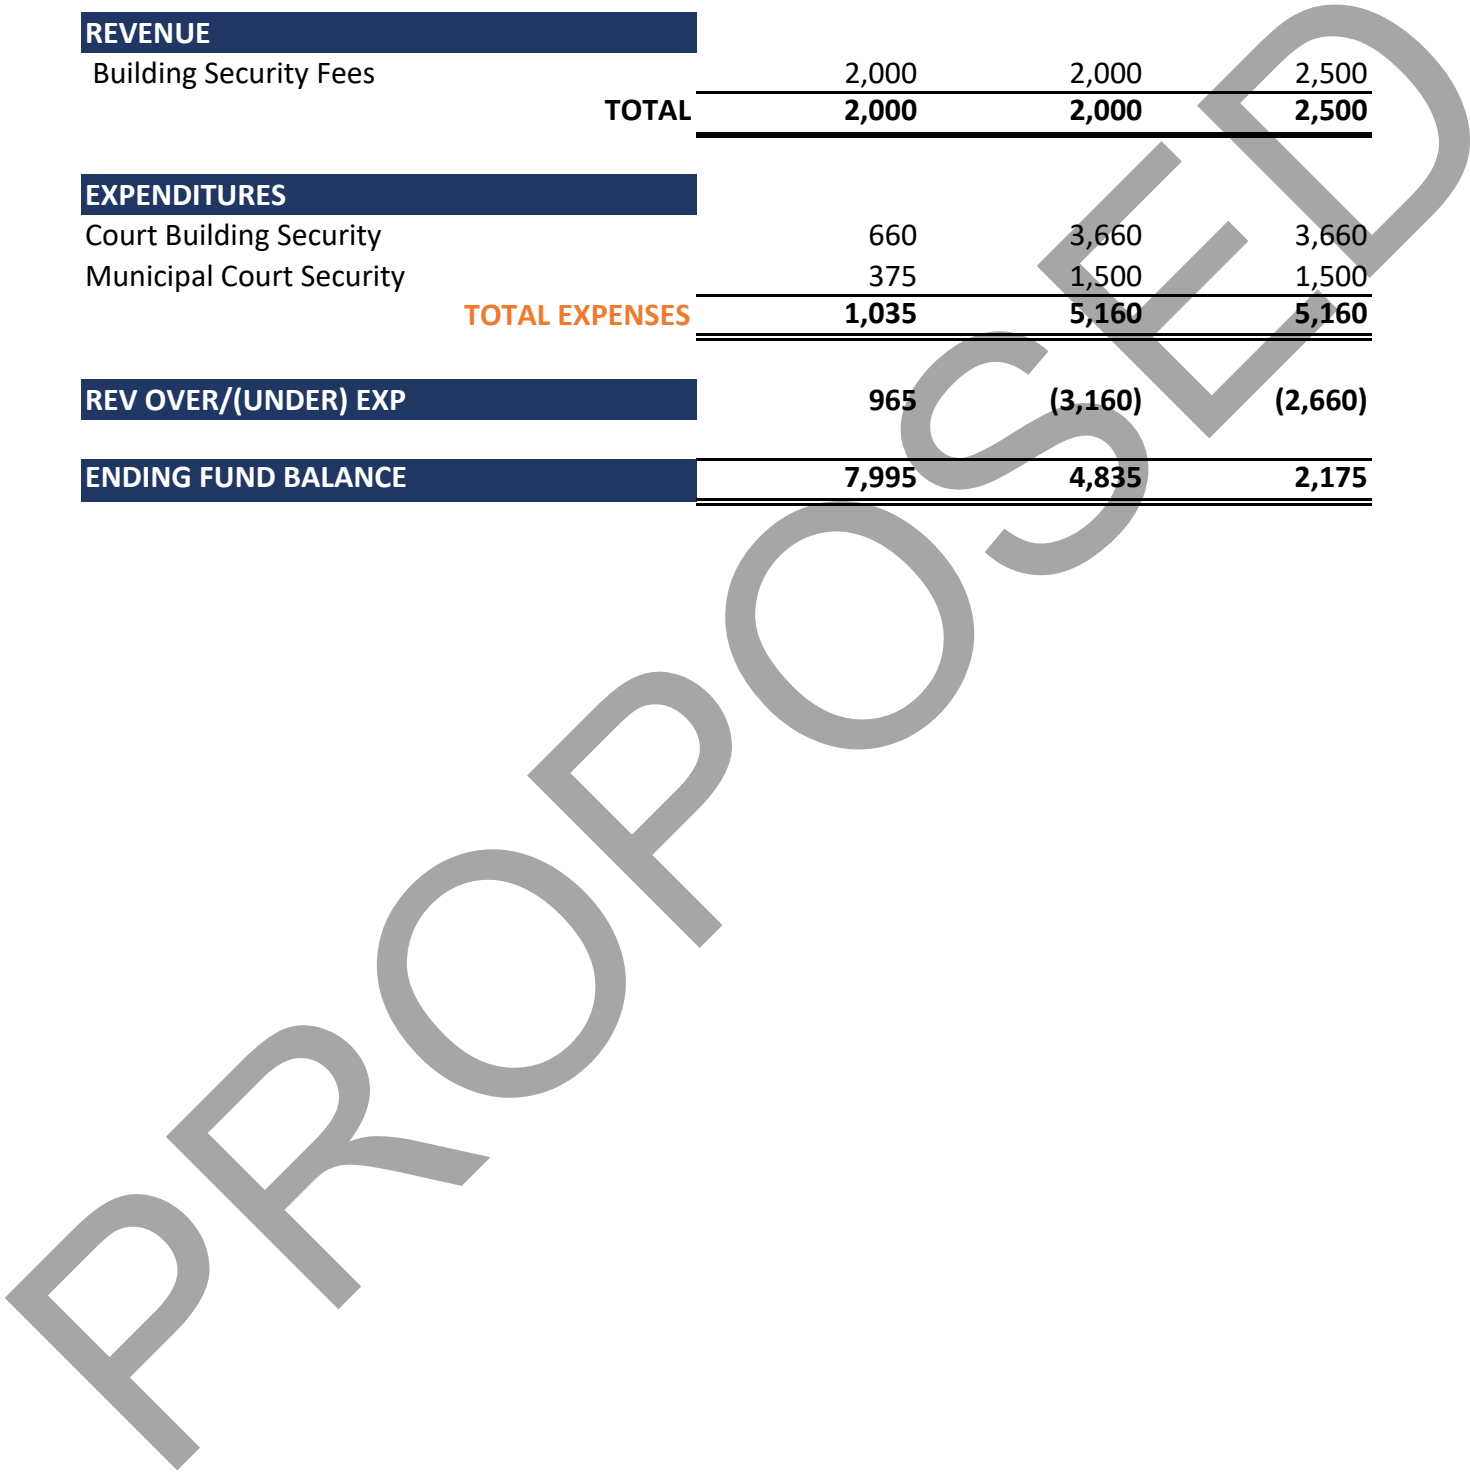 REVENUE
Building Security Fees 2,000 2,000 2,500
TOTAL 2,000 2,000 2,500
EXPENDITURES
Court Building Security 660 3,660 3,660
Municipal Court Security 375 1,500 1,500
TOTAL EXPENSES 1,035 5,160 5,160
REV OVER/(UNDER) EXP 965 (3,160) (2,660)
ENDING FUND BALANCE 7,995 4,835 2,175
PROPOSED